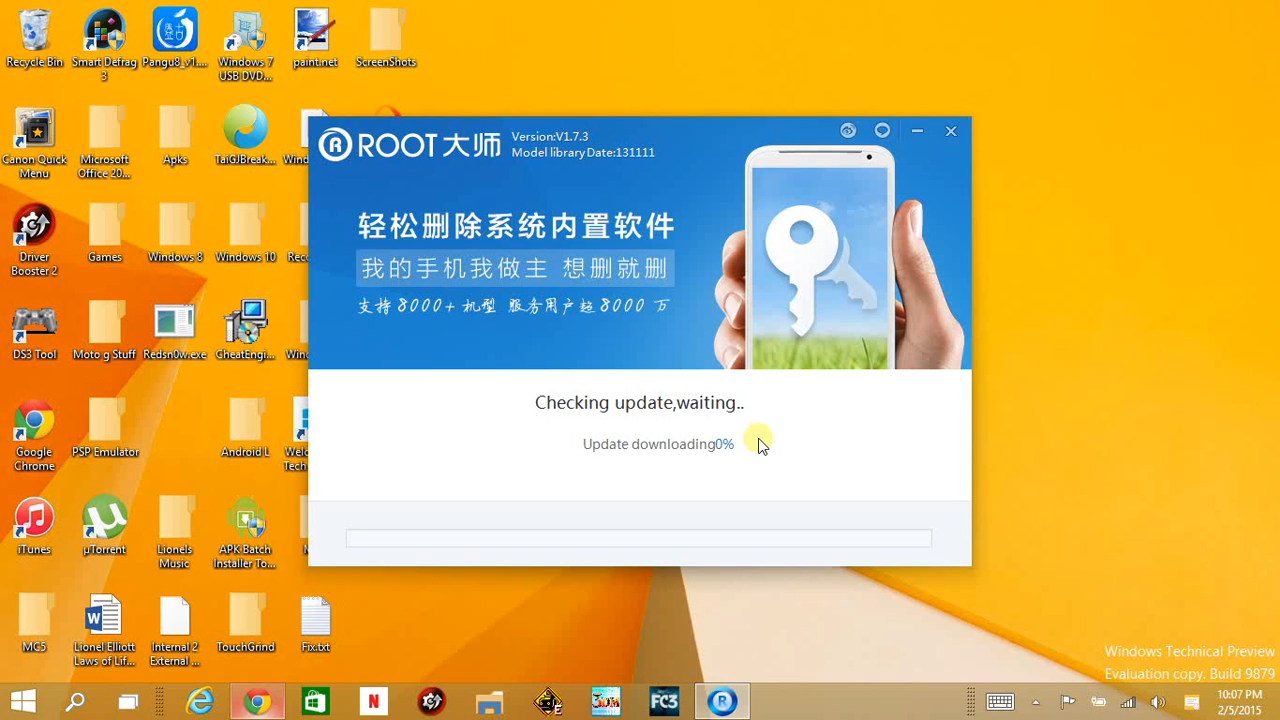 Recycle Bin
Smart Defrag
3
Pangu8_v1....
Windows 7
USB DVD...
paint.net
ScreenShots
Canon Quick
Menu
Microsoft
Office 20...
Apks
TaiGJBreak...
Driver
Booster 2
Games
Windows 8
Windows 10
DS3 Tool
Moto g Stuff
Redsn0w.exe
CheatEngi...
Google
Chrome
PSP Emulator
Android L
iTunes
µTorrent
Lionels
Music
APK Batch
Installer To...
MC5
Lionel Elliott
Laws of Lif...
Internal 2
External ...
TouchGrind
Fix.txt
ROOT大师
Version:V1.7.3
Model libraryDate:131111
轻松删除系统内置软件
我的手机我做主 想删就删
支持8000+机型 服务用户超8000万
Checking update,waiting..
Update downloading0%
Windows Technical Preview
Evaluation copy. Build 9879
FC3
10:07 PM
2/5/2015